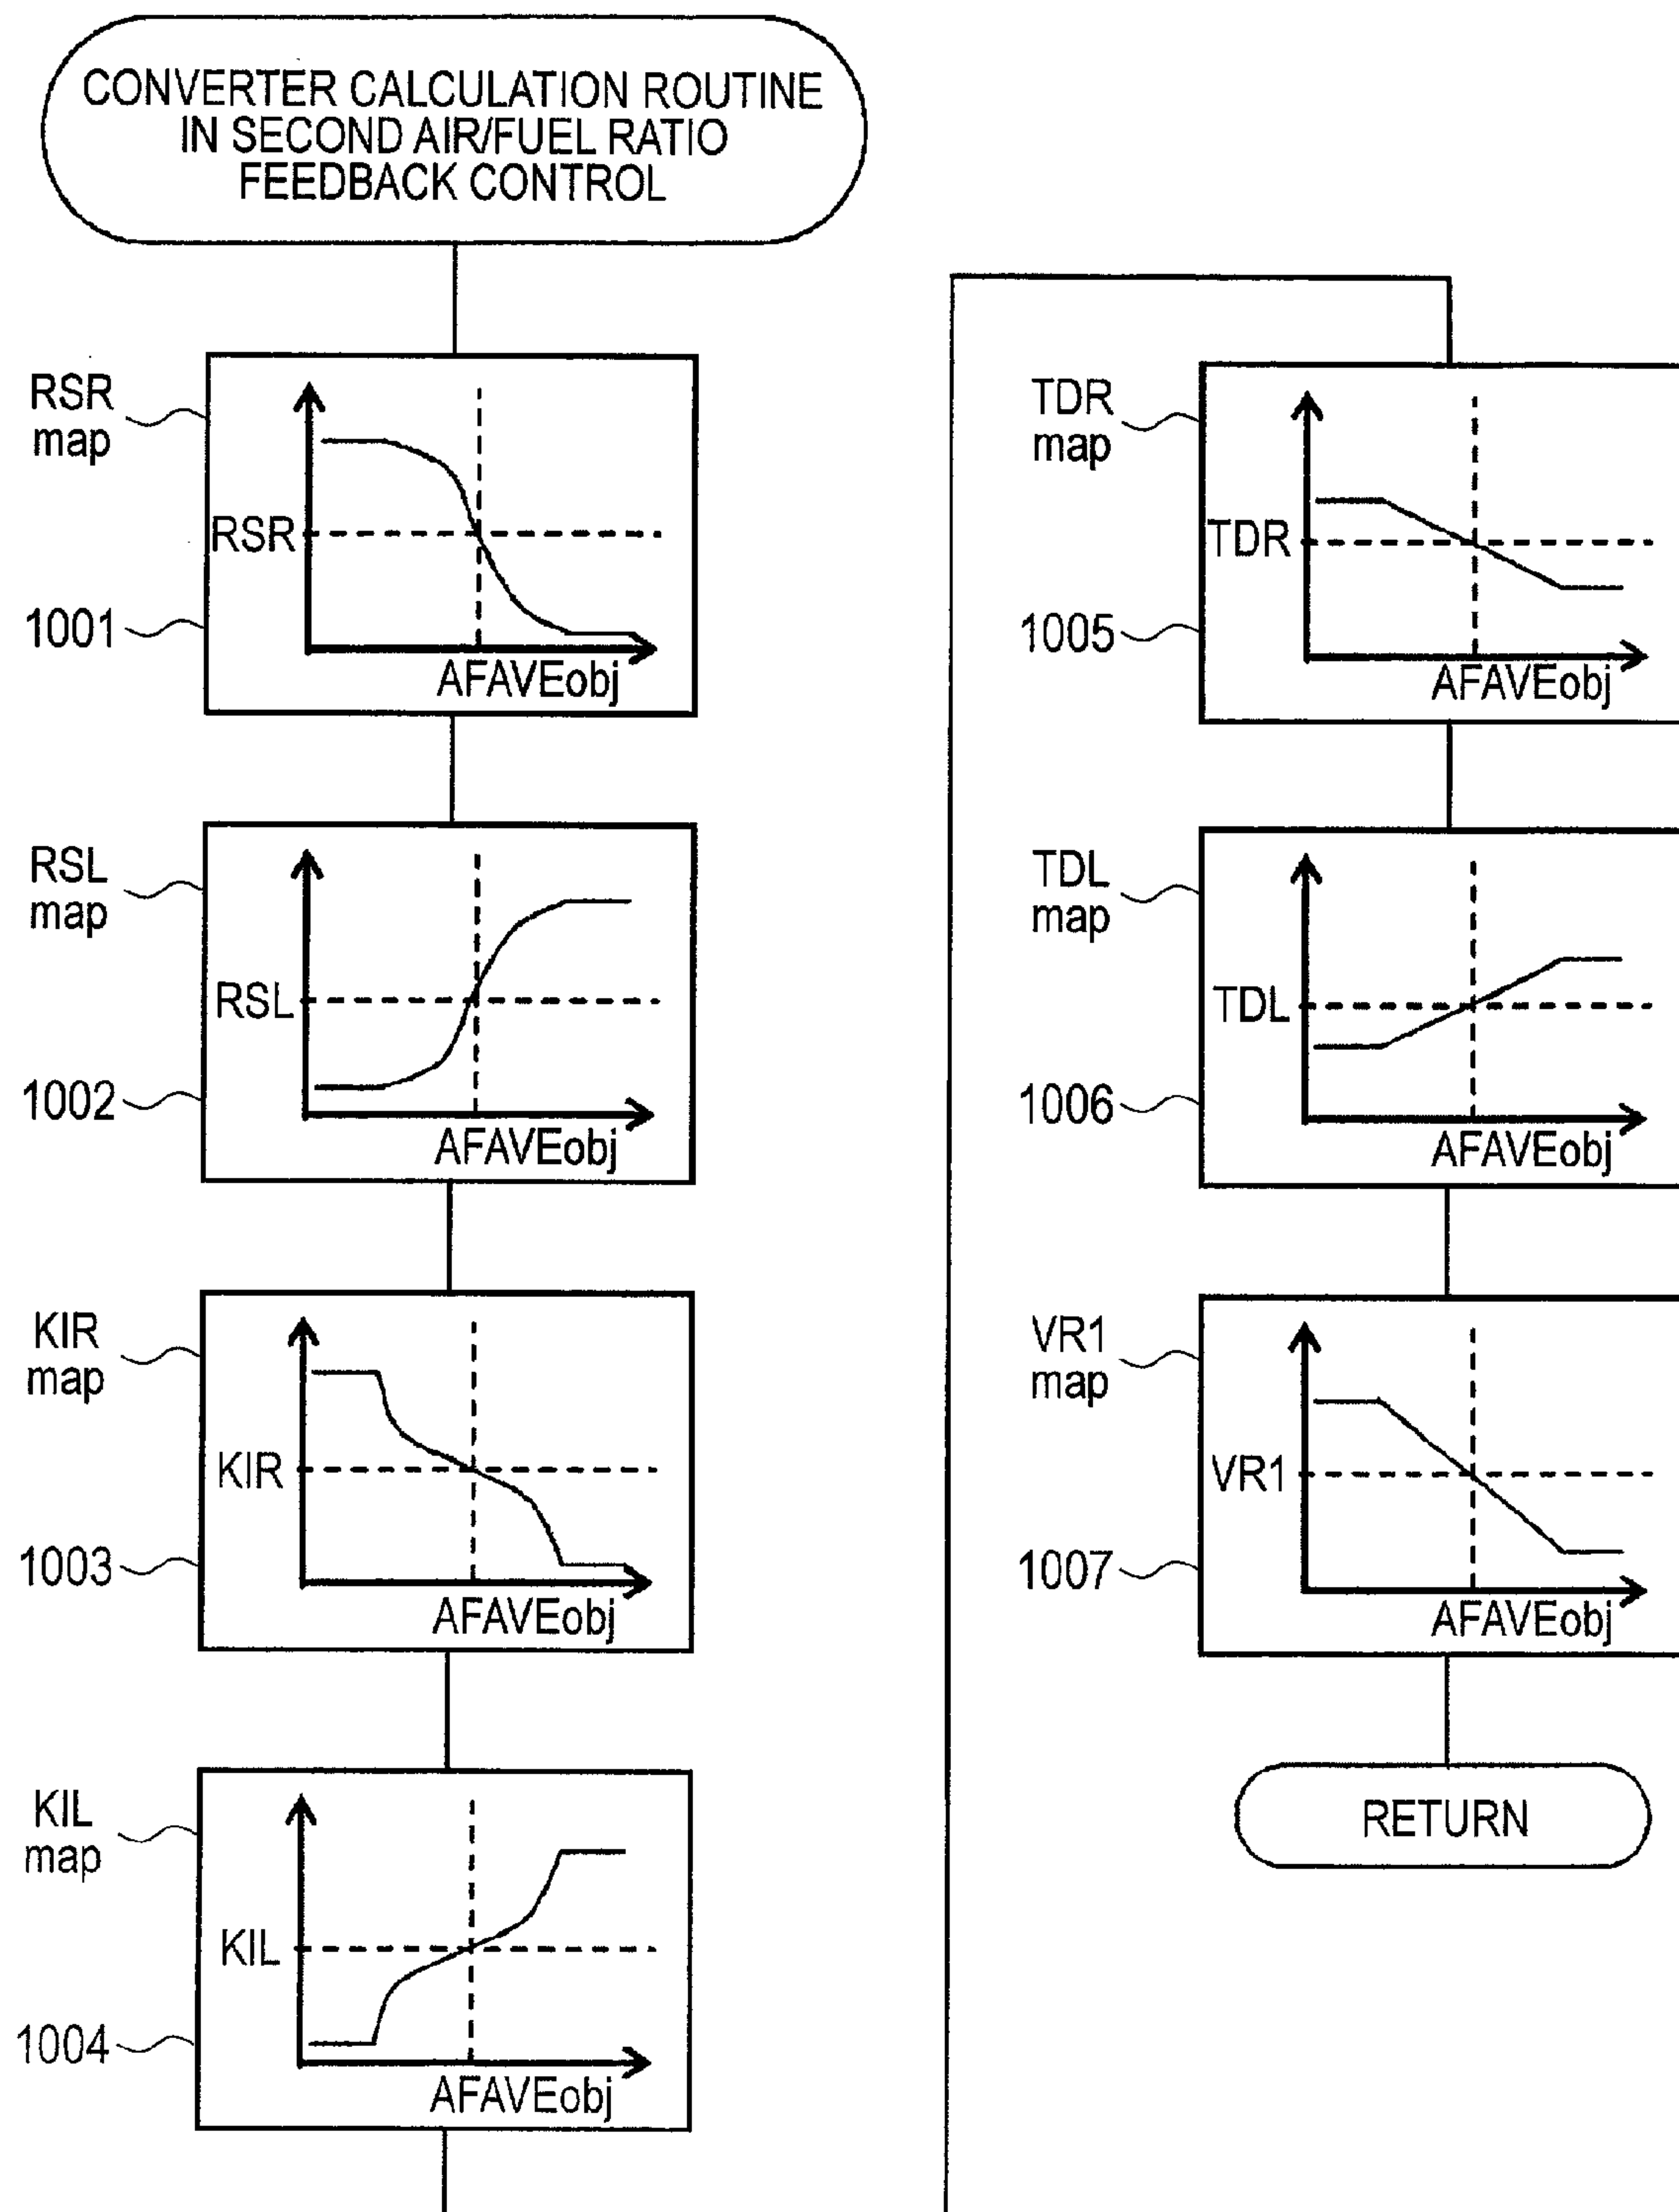 CONVERTER CALCULATION ROUTINE
IN SECOND AIR/FUEL RATIO
FEEDBACK CONTROL
RSR
map
RSR
1001
AFAVEobj
RSL
map
RSL
1002
AFAVEobj
KIR
map
KIR
1003
AFAVEobj
KIL
map
KIL
1004
AFAVEobj
TDR
map
TDR
1005
AFAVEobj
TDL
map
TDL
1006
AFAVEobj
VR1
map
VR1
1007
AFAVEobj
RETURN